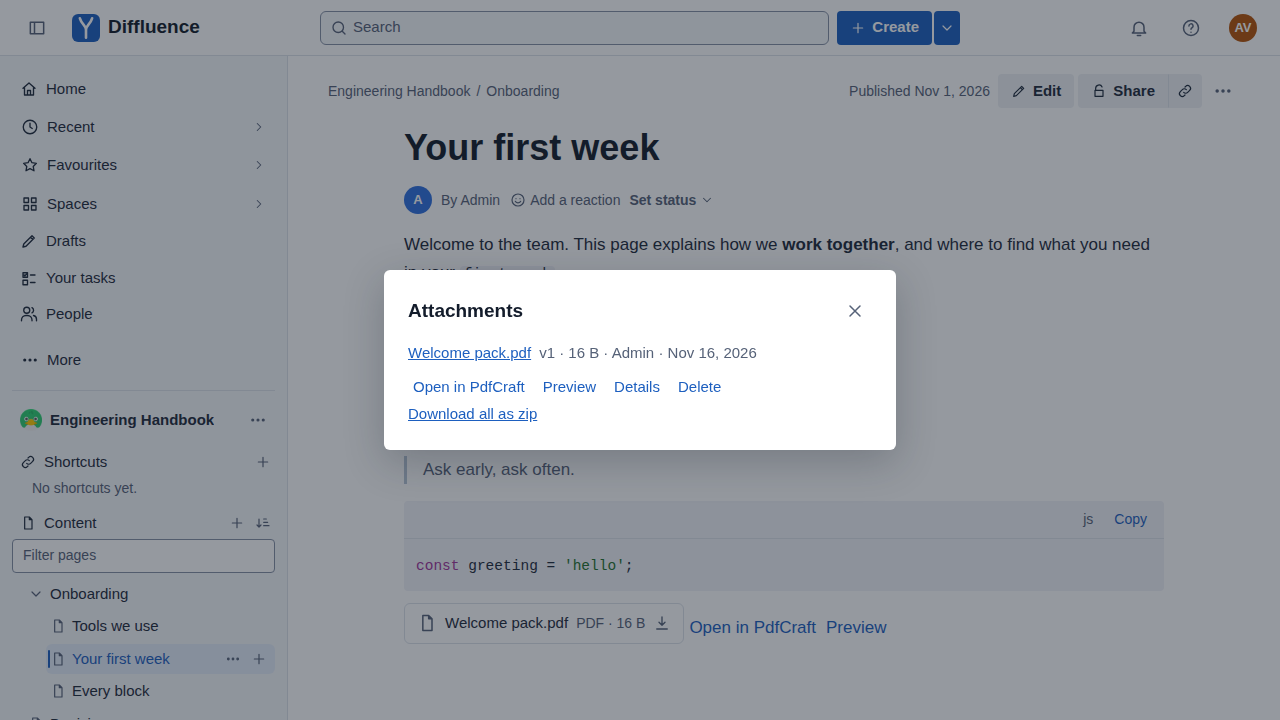 Diffluence
Search
Create
AV
Home
Recent
Favourites
Spaces
Drafts
Your tasks
People
More
Engineering Handbook
Shortcuts
No shortcuts yet.
Content
Filter pages
Onboarding
Tools we use
Your first week
Every block
Engineering Handbook / Onboarding
Published Nov 1, 2026
Edit
Share
Your first week
A
By Admin
Add a reaction
Set status
Welcome to the team. This page explains how we work together, and where to find what you need
Attachments
Welcome pack.pdf v1 · 16 B · Admin · Nov 16, 2026
Open in PdfCraft Preview Details Delete
Download all as zip
Ask early, ask often.
js Copy
const greeting = 'hello';
Welcome pack.pdf PDF · 16 B
Open in PdfCraft Preview